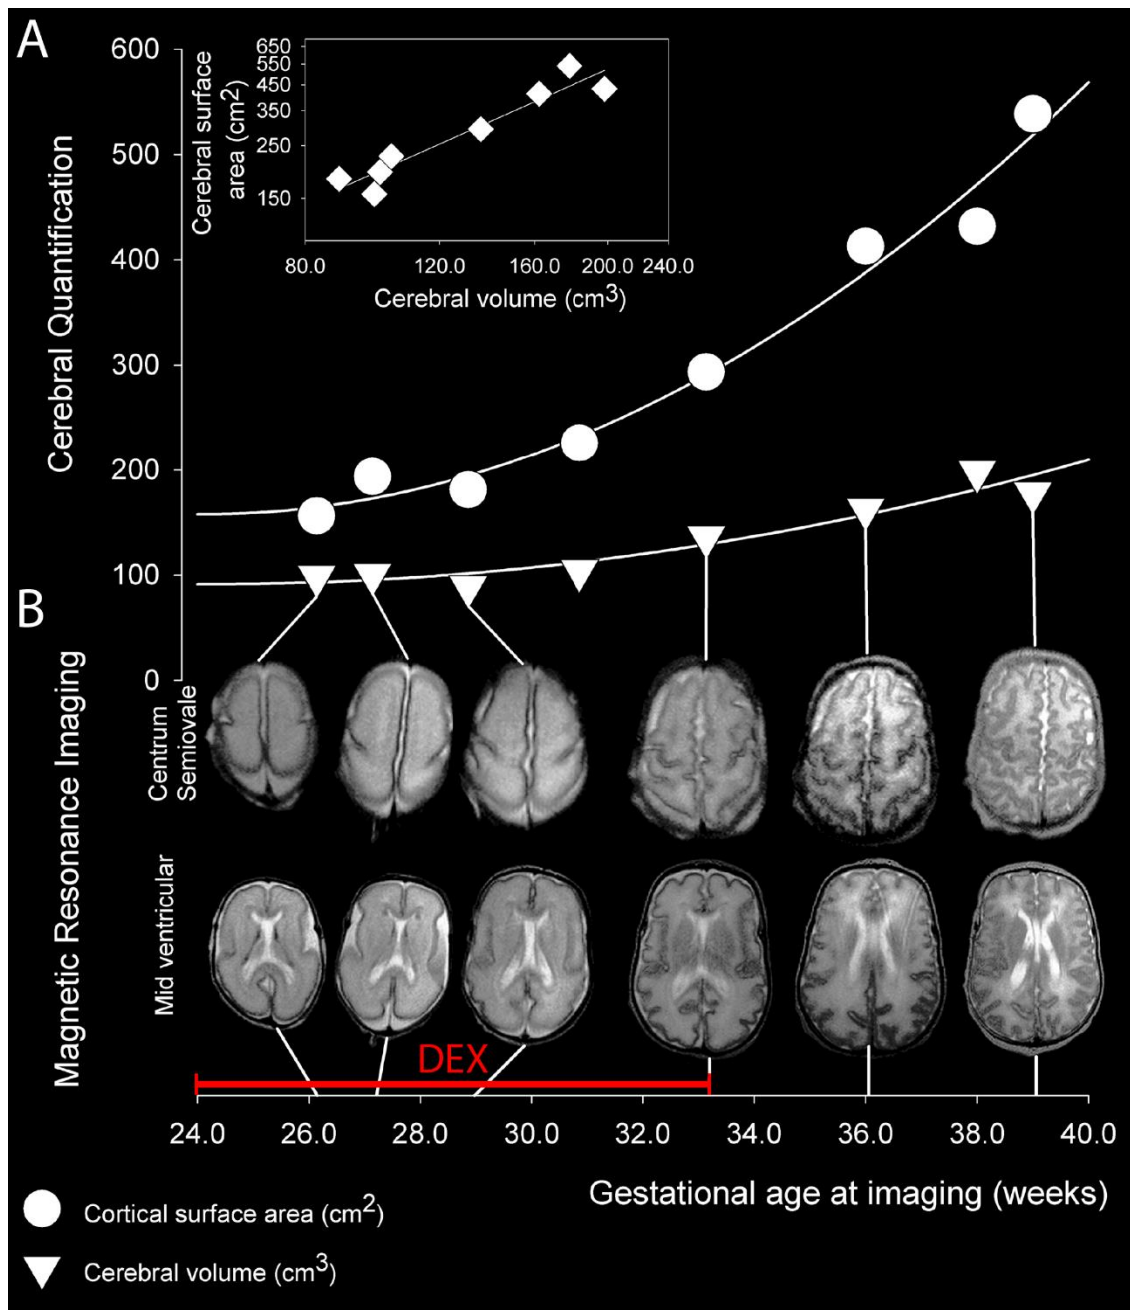 A
600
500
400
300
200
100
0
Cerebral Quantification
Cerebral surface
area (cm2)
650
550
450
350
250
150
80.0 120.0 160.0 200.0 240.0
Cerebral volume (cm3)
B
Magnetic Resonance Imaging
Centrum
Semiovale
Mid ventricular
DEX
24.0 26.0 28.0 30.0 32.0 34.0 36.0 38.0 40.0
Gestational age at imaging (weeks)
Cortical surface area (cm2)
Cerebral volume (cm3)